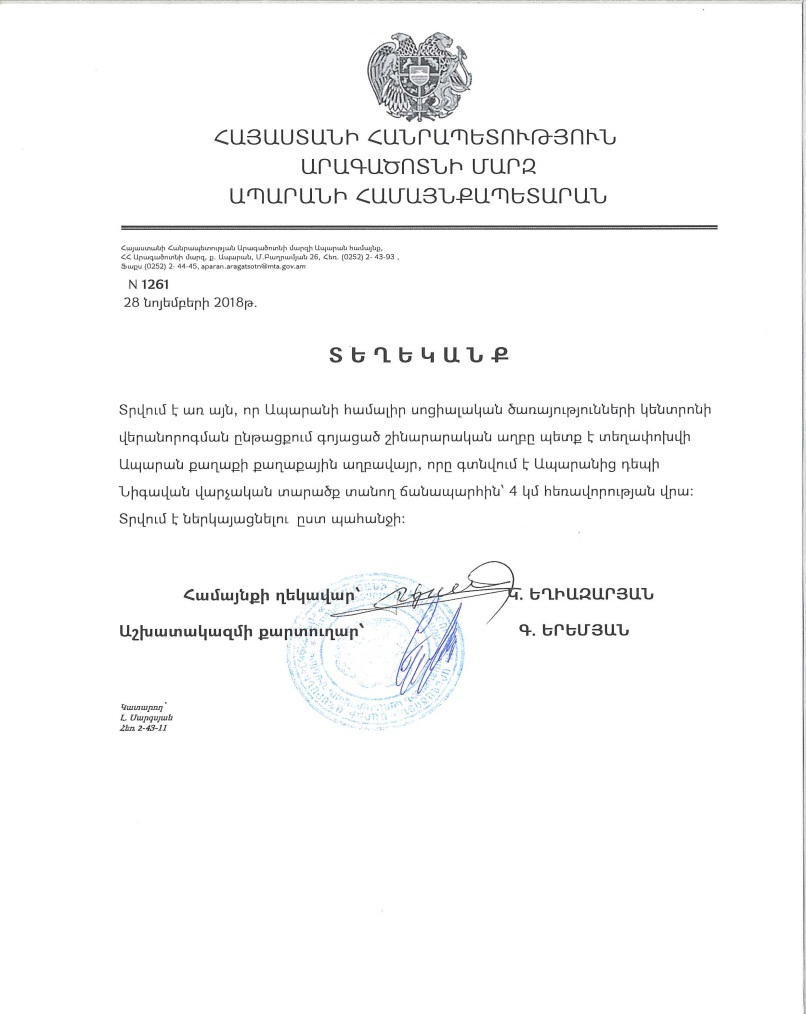 ՀԱՅԱՍՏԱՆԻ ՀԱՆՐԱՊԵՏՈՒԹՅՈՒՆ
ԱՐԱԳԱԾՈՏՆԻ ՄԱՐԶ
ԱՊԱՐԱՆԻ ՀԱՄԱՅՆՔԱՊԵՏԱՐԱՆ
Հայաստանի Հանրապետության Արագածոտնի մարզի Ապարան համայնք,
ՀՀ Արագածոտնի մարզ, ք. Ապարան, Մ.Բաղրամյան 26, Հեռ. (0252) 2- 43-93 ,
Ֆաքս (0252) 2- 44-45, aparan.aragatsotn@mta.gov.am
N 1261
28 նոյեմբերի 2018թ.
Տ Ե Ղ Ե Կ Ա Ն Ք
Տրվում է առ այն, որ Ապարանի համալիր սոցիալական ծառայությունների կենտրոնի
վերանորոգման ընթացքում գոյացած շինարարական աղբը պետք է տեղափոխվի
Ապարան քաղաքի քաղաքային աղբավայր, որը գտնվում է Ապարանից դեպի
Նիգավան վարչական տարածք տանող ճանապարհին՝ 4 կմ հեռավորության վրա:
Տրվում է ներկայացնելու ըստ պահանջի:
Համայնքի ղեկավար՝ Կ. ԵՂԻԱԶԱՐՅԱՆ
Աշխատակազմի քարտուղար՝ Գ. ԵՐԵՄՅԱՆ
Կատարող՝
Լ. Սարգսյան
Հեռ 2-43-11